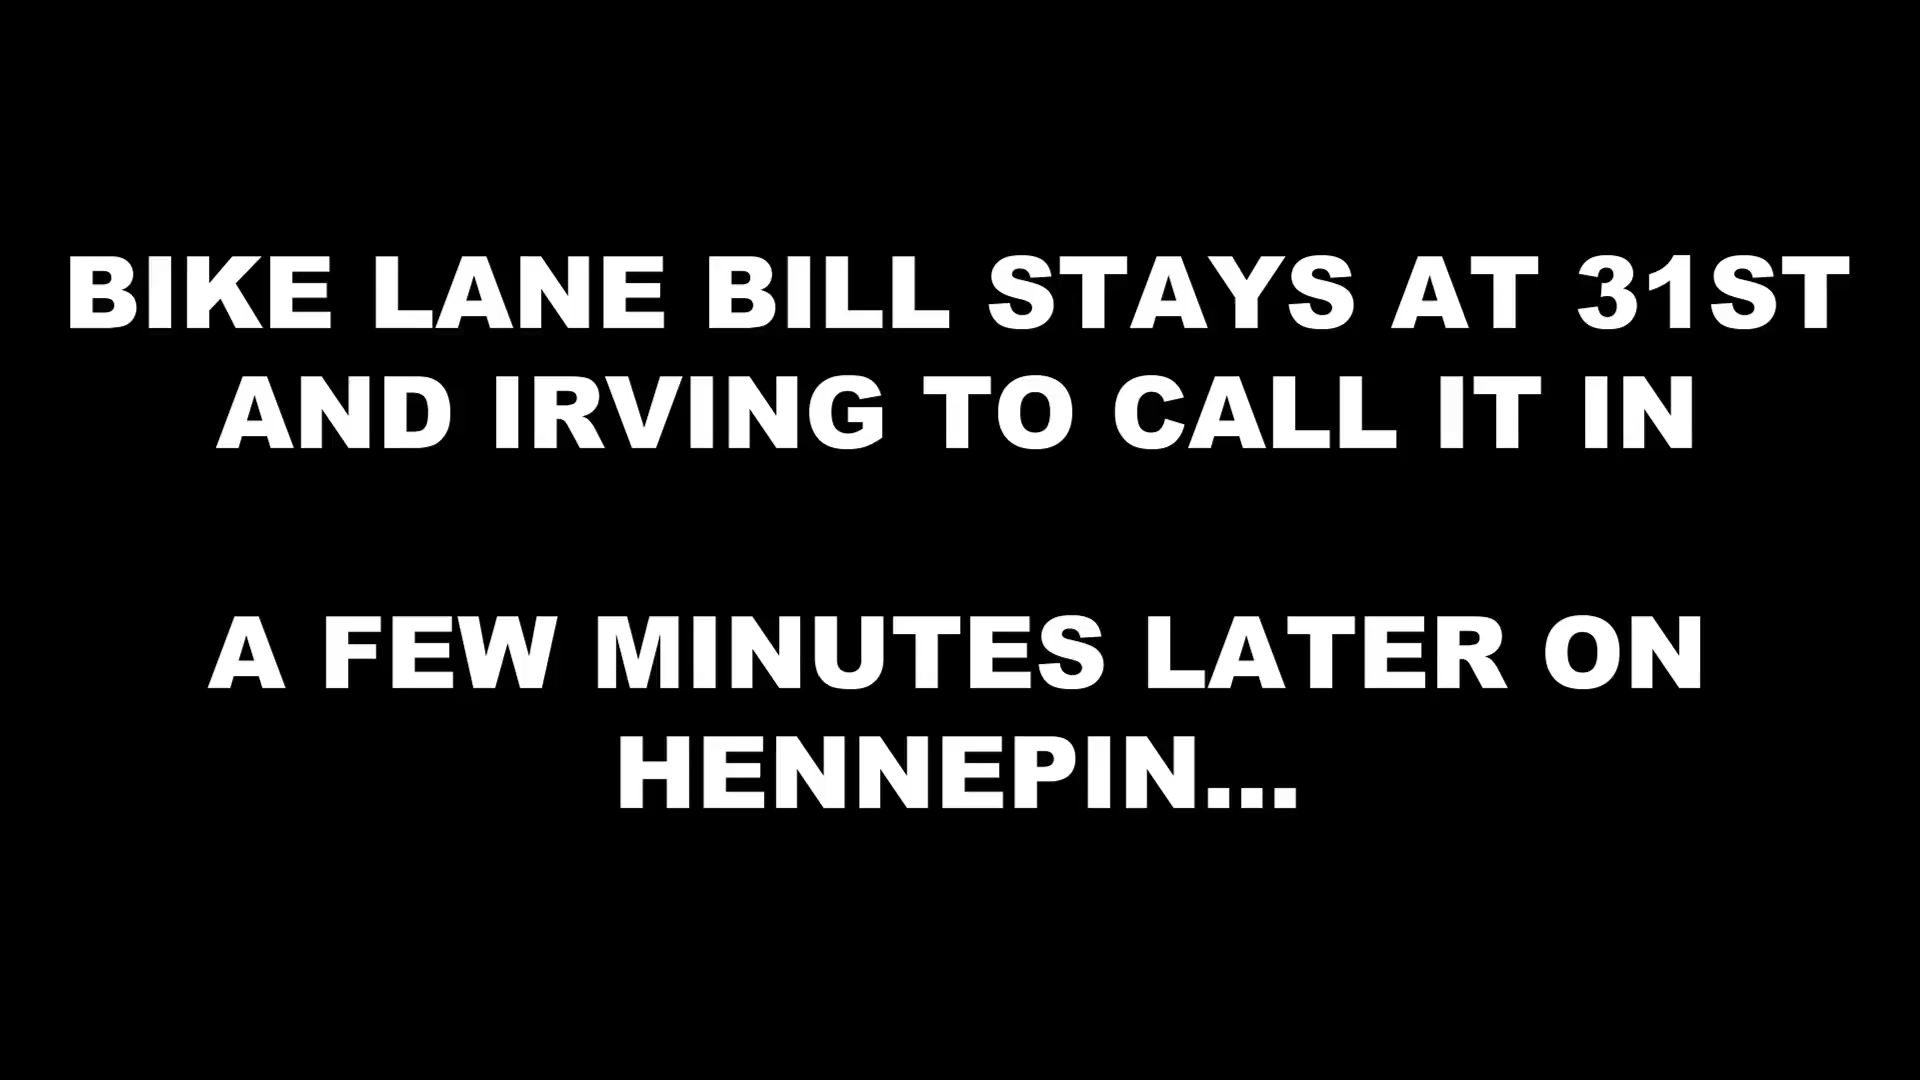 BIKE LANE BILL STAYS AT 31ST
AND IRVING TO CALL IT IN
A FEW MINUTES LATER ON
HENNEPIN...